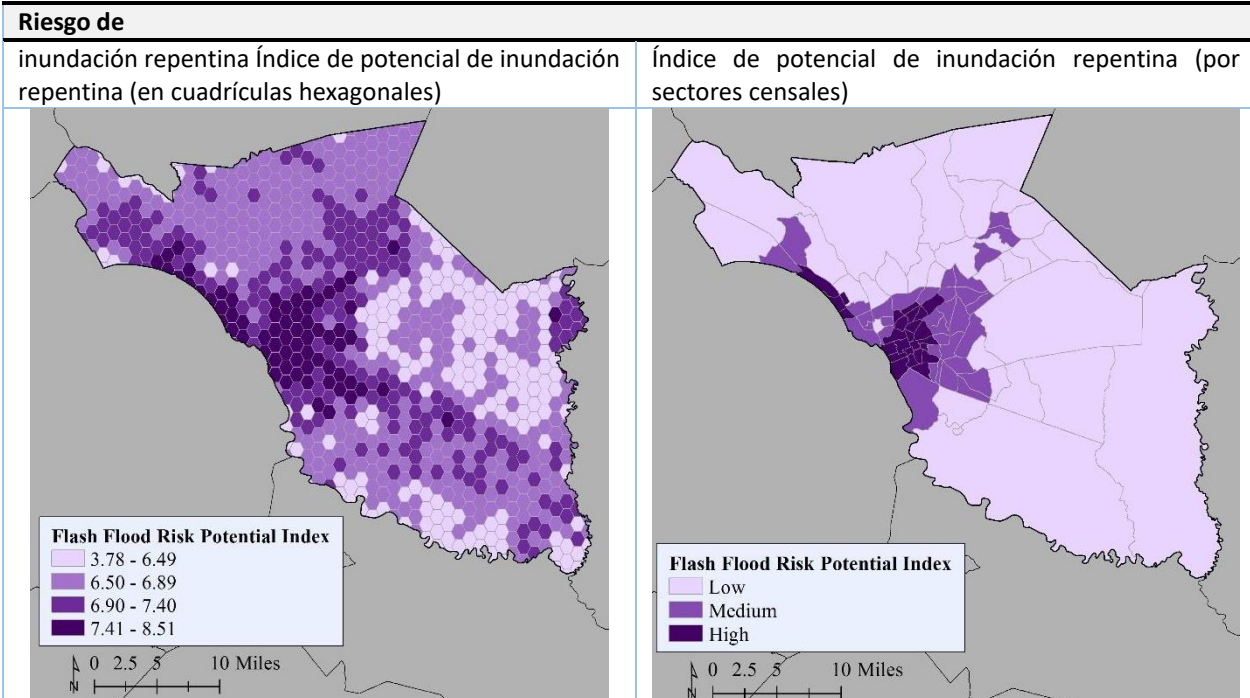 Riesgo de
inundación repentina Índice de potencial de inundación
repentina (en cuadrículas hexagonales)
Índice de potencial de inundación repentina (por
sectores censales)
Flash Flood Risk Potential Index
3.78 - 6.49
6.50 - 6.89
6.90 - 7.40
7.41 - 8.51
N
0 2.5 5 10 Miles
Flash Flood Risk Potential Index
Low
Medium
High
N
0 2.5 5 10 Miles